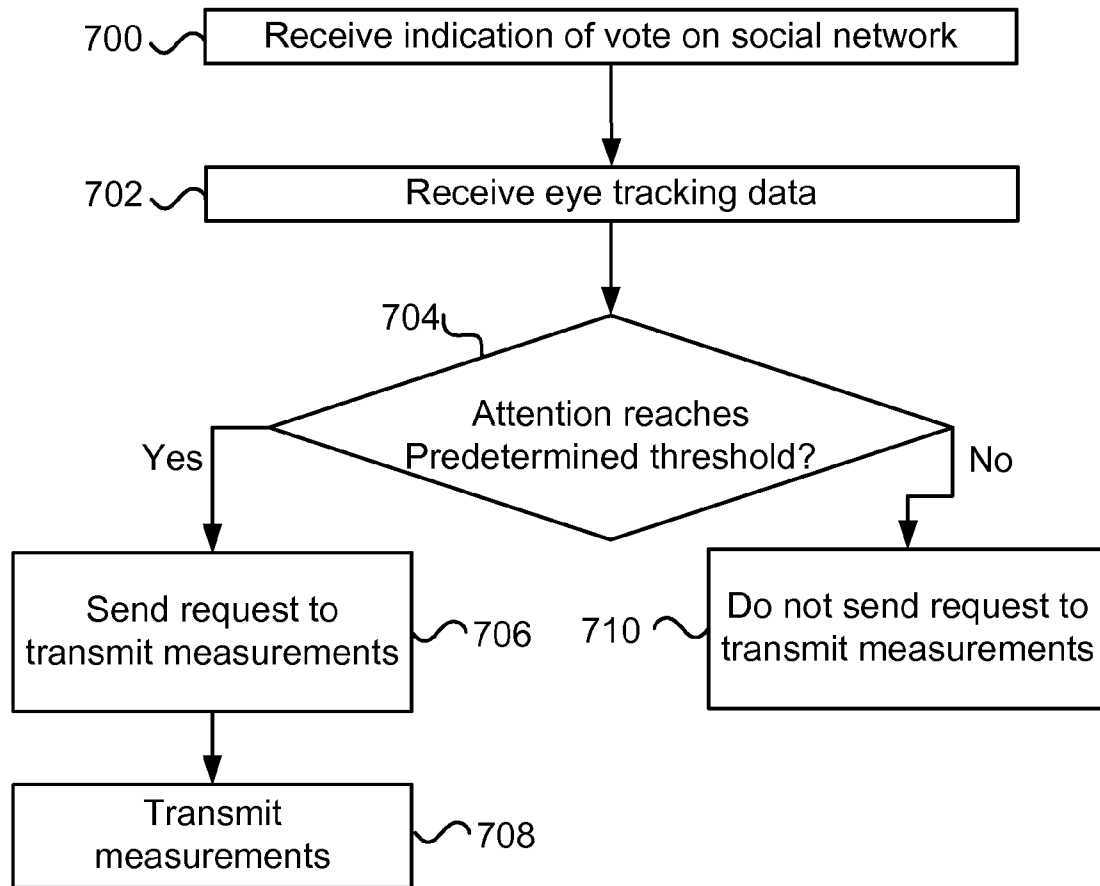 700
Receive indication of vote on social network
702
Receive eye tracking data
704
Attention reaches
Predetermined threshold?
Yes
No
Send request to
transmit measurements
706
710
Do not send request to
transmit measurements
Transmit
measurements
708